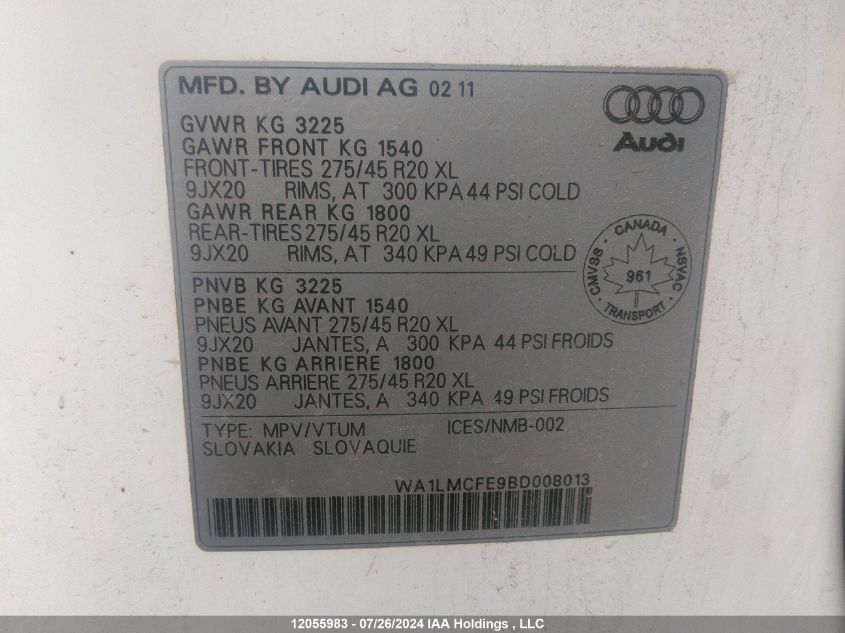 MFD. BY AUDI AG 02 11
Audi
GVWR KG 3225
GAWR FRONT KG 1540
FRONT-TIRES 275/45 R20 XL
9JX20 RIMS, AT 300 KPA 44 PSI COLD
GAWR REAR KG 1800
REAR-TIRES 275/45 R20 XL
9JX20 RIMS, AT 340 KPA 49 PSI COLD
CANADA
CMVSS 961 NSVAC
TRANSPORT
PNVB KG 3225
PNBE KG AVANT 1540
PNEUS AVANT 275/45 R20 XL
9JX20 JANTES, A 300 KPA 44 PSI FROIDS
PNBE KG ARRIERE 1800
PNEUS ARRIERE 275/45 R20 XL
9JX20 JANTES, A 340 KPA 49 PSI FROIDS
TYPE: MPV/VTUM ICES/NMB-002
SLOVAKIA SLOVAQUIE
WA1LMCFE9BD008013
12055983 - 07/26/2024 IAA Holdings , LLC